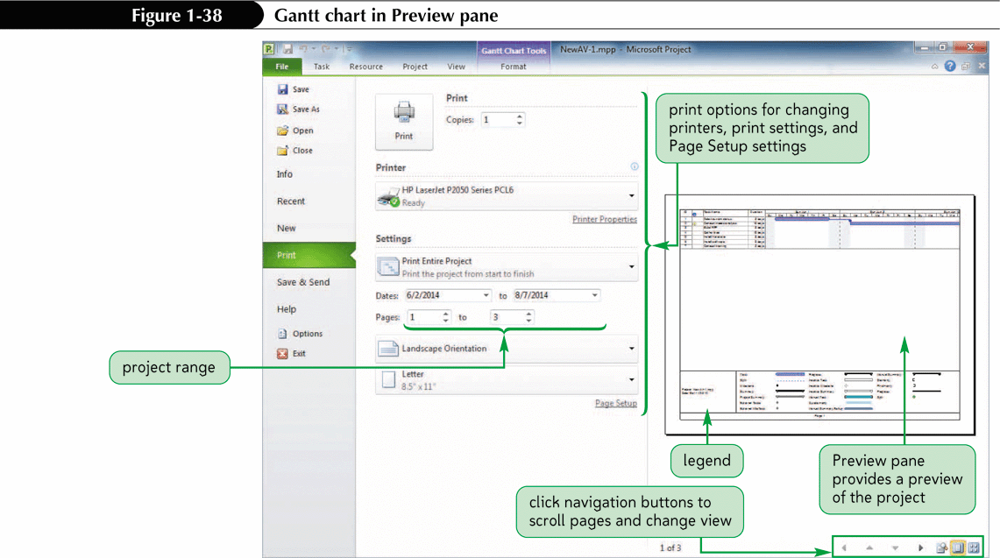 Figure 1-38
Gantt chart in Preview pane
Gantt Chart Tools
NewAV-1.mpp - Microsoft Project
File
Task
Resource
Project
View
Format
Save
Save As
Open
Close
Info
Recent
New
Print
Save & Send
Help
Options
Exit
Print
Print
Copies: 1
Printer
HP LaserJet P2050 Series PCL6
Ready
Printer Properties
Settings
Print Entire Project
Print the project from start to finish
Dates: 6/2/2014 to 8/7/2014
Pages: 1 to 3
Landscape Orientation
Letter
8.5" x 11"
Page Setup
print options for changing
printers, print settings, and
Page Setup settings
project range
legend
Preview pane
provides a preview
of the project
click navigation buttons to
scroll pages and change view
1 of 3